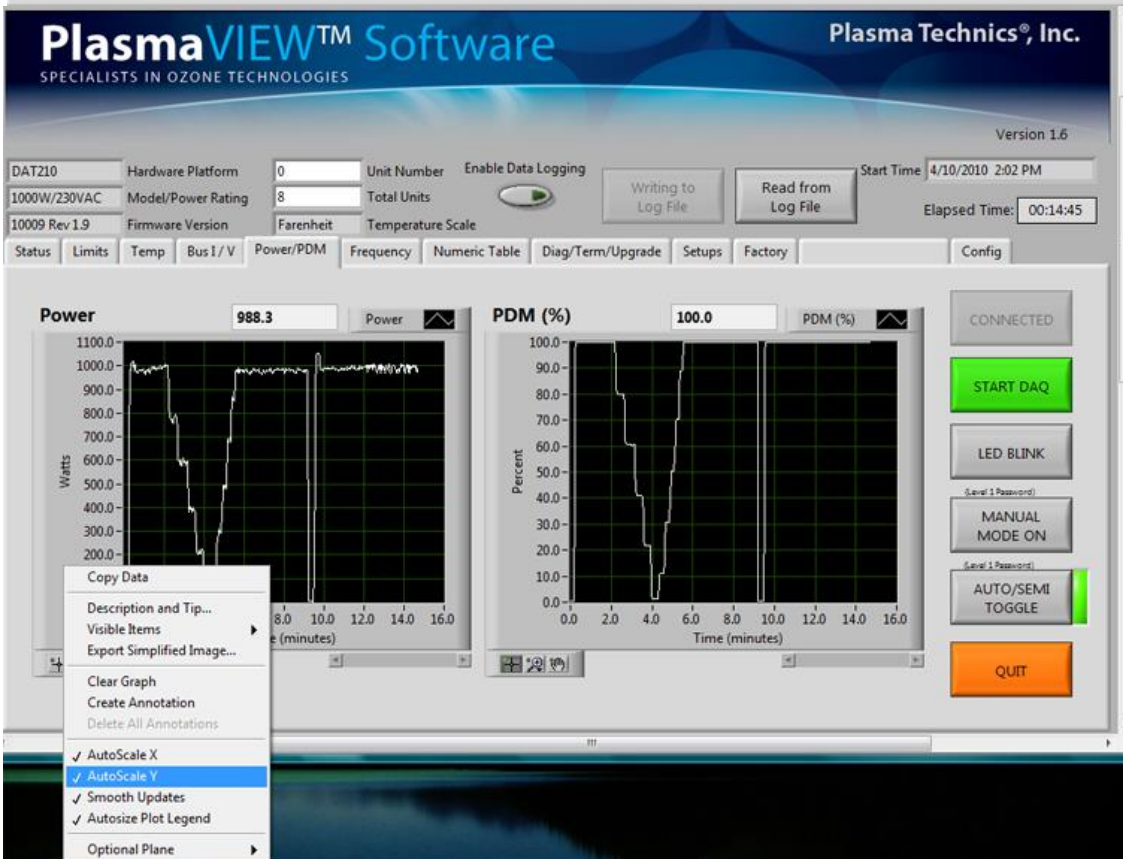 PlasmaVIEW™ Software
Plasma Technics®, Inc.
SPECIALISTS IN OZONE TECHNOLOGIES
Version 1.6
DAT210 Hardware Platform 0 Unit Number Enable Data Logging
1000W/230VAC Model/Power Rating 8 Total Units
10009 Rev 1.9 Firmware Version Farenheit Temperature Scale
Writing to
Log File
Read from
Log File
Start Time 4/10/2010 2:02 PM
Elapsed Time: 00:14:45
Status Limits Temp Bus I / V Power/PDM Frequency Numeric Table Diag/Term/Upgrade Setups Factory Config
Power 988.3 Power
1100.0
1000.0
900.0
800.0
700.0
600.0
500.0
400.0
300.0
200.0
Watts
8.0 10.0 12.0 14.0 16.0
e (minutes)
PDM (%) 100.0 PDM (%)
100.0
90.0
80.0
70.0
60.0
50.0
40.0
30.0
20.0
10.0
0.0
Percent
0.0 2.0 4.0 6.0 8.0 10.0 12.0 14.0 16.0
Time (minutes)
CONNECTED
START DAQ
LED BLINK
(Level 1 Password)
MANUAL
MODE ON
(Level 1 Password)
AUTO/SEMI
TOGGLE
QUIT
Copy Data
Description and Tip...
Visible Items
Export Simplified Image...
Clear Graph
Create Annotation
Delete All Annotations
AutoScale X
AutoScale Y
Smooth Updates
Autosize Plot Legend
Optional Plane